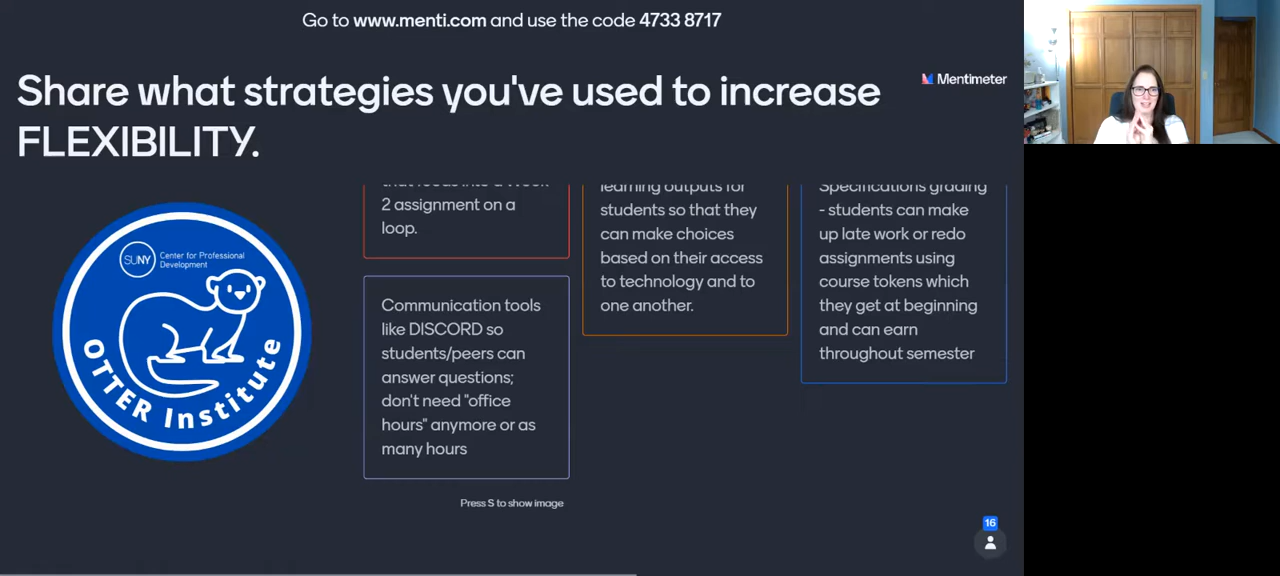 Go to www.menti.com and use the code 4733 8717
Share what strategies you've used to increase
FLEXIBILITY.
Mentimeter
SUNY
Center for Professional
Development
OTTER Institute
2 assignment on a
loop.
Communication tools
like DISCORD so
students/peers can
answer questions;
don't need "office
hours" anymore or as
many hours
learning outputs for
students so that they
can make choices
based on their access
to technology and to
one another.
Specifications grading
- students can make
up late work or redo
assignments using
course tokens which
they get at beginning
and can earn
throughout semester
Press S to show image
16